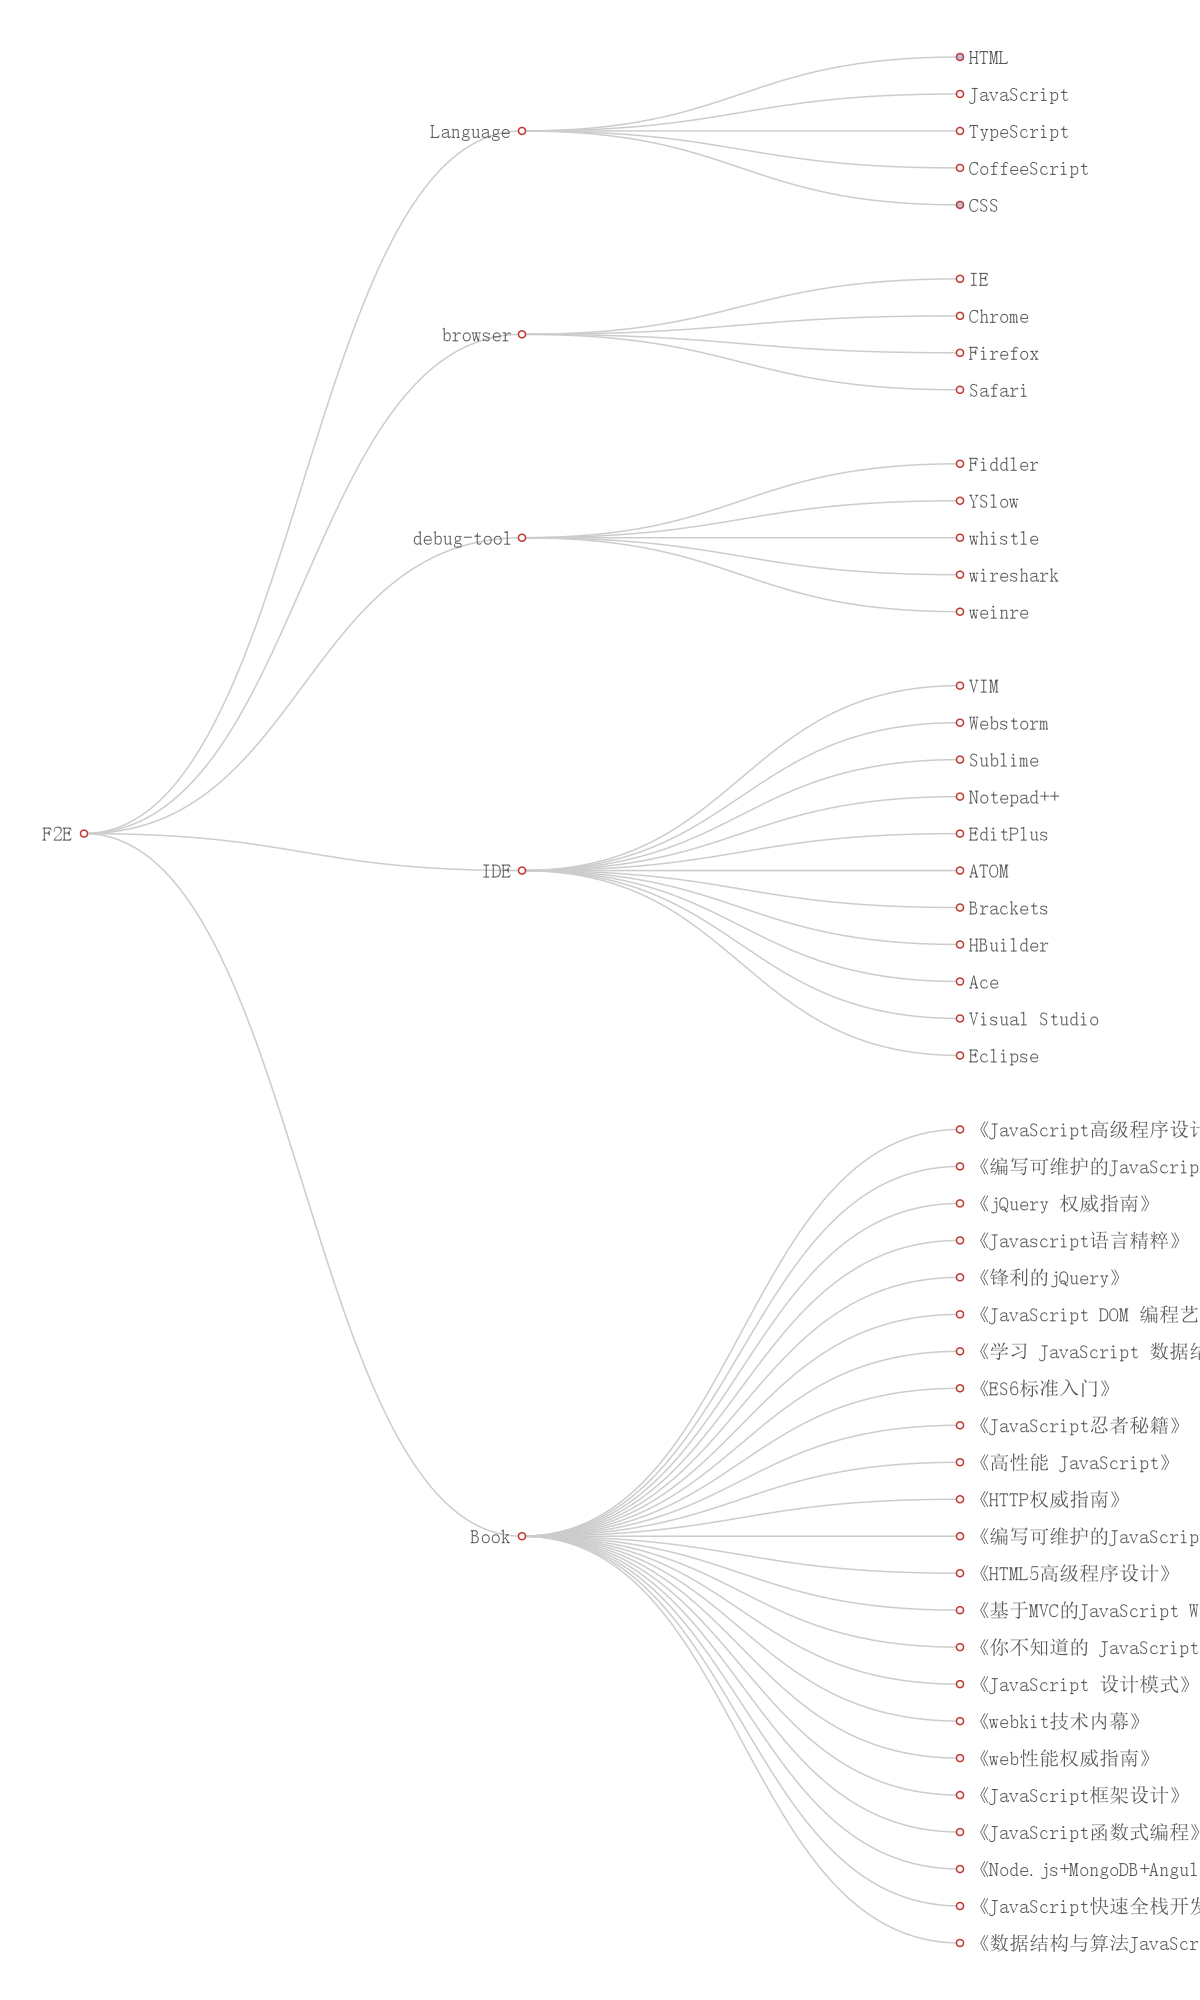 HTML
JavaScript
Language
TypeScript
CoffeeScript
CSS
IE
Chrome
browser
Firefox
Safari
Fiddler
YSlow
debug-tool
whistle
wireshark
weinre
VIM
Webstorm
Sublime
Notepad++
F2E
EditPlus
IDE
ATOM
Brackets
HBuilder
Ace
Visual Studio
Eclipse
《JavaScript高级程序设计
《编写可维护的JavaScrip
《jQuery 权威指南》
《Javascript语言精粹》
《锋利的jQuery》
《JavaScript DOM 编程艺
《学习 JavaScript 数据结
《ES6标准入门》
《JavaScript忍者秘籍》
《高性能 JavaScript》
《HTTP权威指南》
Book
《编写可维护的JavaScrip
《HTML5高级程序设计》
《基于MVC的JavaScript W
《你不知道的 JavaScript
《JavaScript 设计模式》
《webkit技术内幕》
《web性能权威指南》
《JavaScript框架设计》
《JavaScript函数式编程》
《Node.js+MongoDB+Angul
《JavaScript快速全栈开发
《数据结构与算法JavaScr